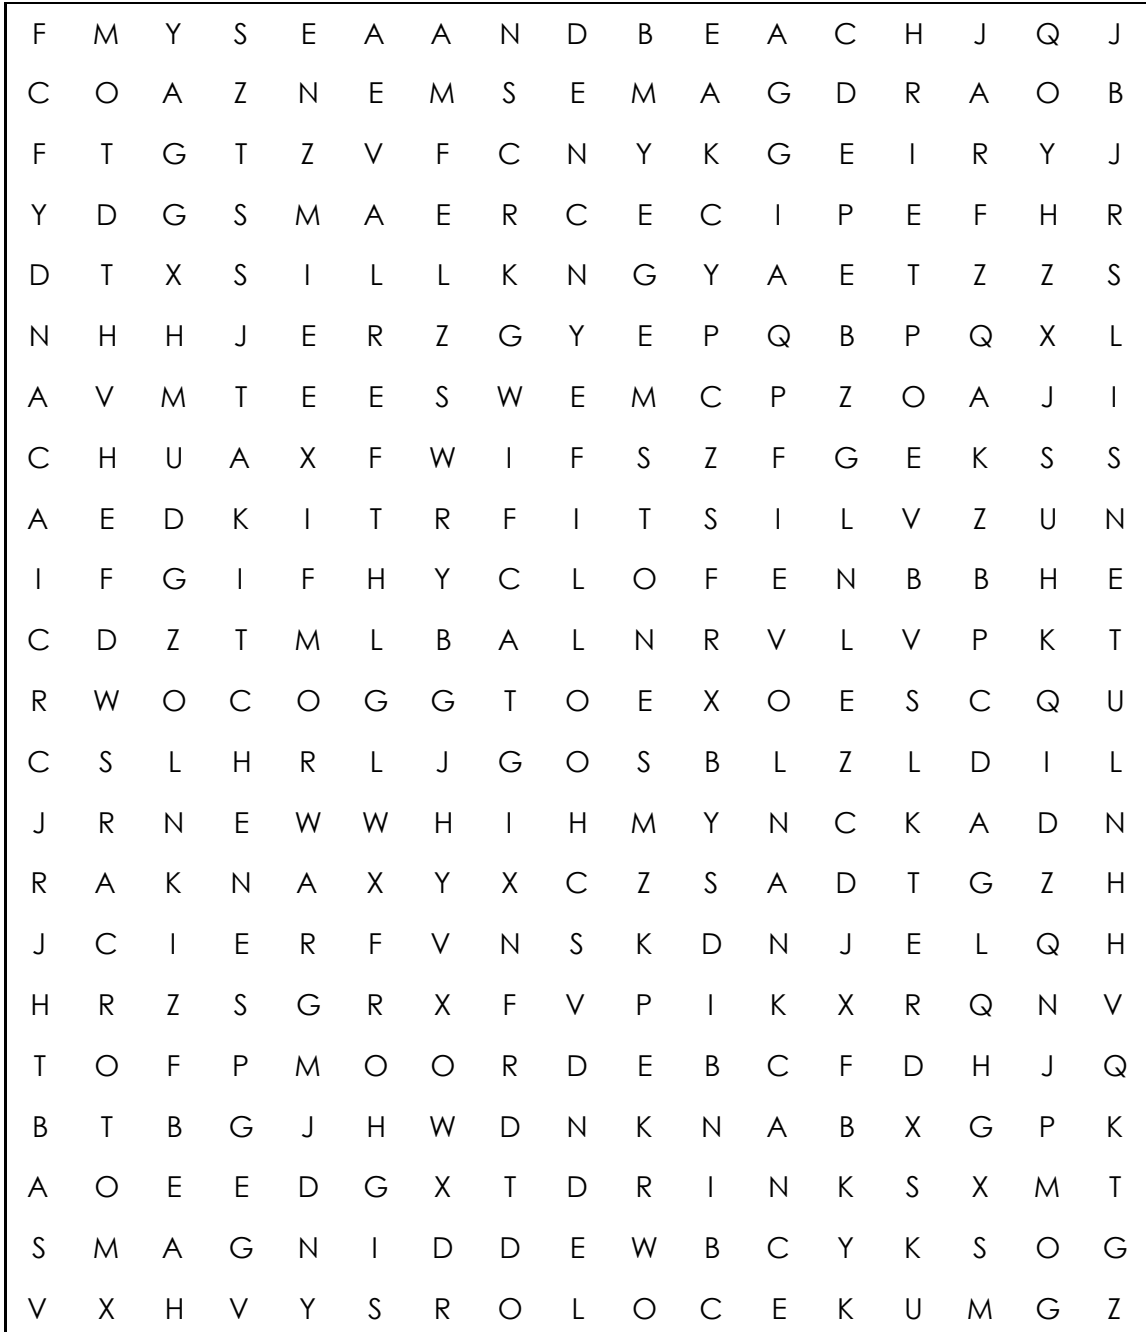 F M Y S E A A N D B E A C H J Q J
C O A Z N E M S E M A G D R A O B
F T G T Z V F C N Y K G E I R Y J
Y D G S M A E R C E C I P E F H R
D T X S I L L K N G Y A E T Z Z S
N H H J E R Z G Y E P Q B P Q X L
A V M T E E S W E M C P Z O A J I
C H U A X F W I F S Z F G E K S S
A E D K I T R F I T S I L V Z U N
I F G I F H Y C L O F E N B B H E
C D Z T M L B A L N R V L V P K T
R W O C O G G T O E X O E S C Q U
C S L H R L J G O S B L Z L D I L
J R N E W W H I H M Y N C K A D N
R A K N A X Y X C Z S A D T G Z H
J C I E R F V N S K D N J E L Q H
H R Z S G R X F V P I K X R Q N V
T O F P M O O R D E B C F D H J Q
B T B G J H W D N K N A B X G P K
A O E E D G X T D R I N K S X M T
S M A G N I D D E W B C Y K S O G
V X H V Y S R O L O C E K U M G Z